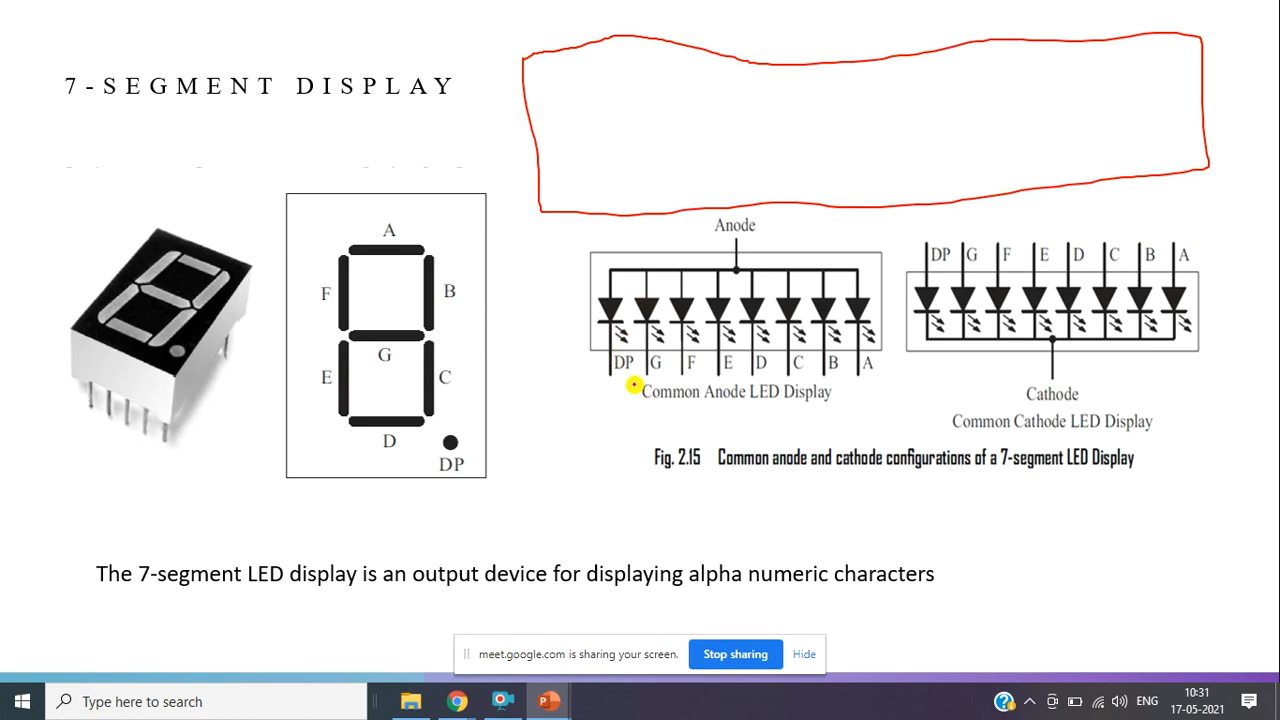 7-SEGMENT DISPLAY
A
F
B
G
E
C
D
DP
Anode
DP G F E D C B A
Common Anode LED Display
DP G F E D C B A
Cathode
Common Cathode LED Display
Fig. 2.15 Common anode and cathode configurations of a 7-segment LED Display
The 7-segment LED display is an output device for displaying alpha numeric characters
meet.google.com is sharing your screen. Stop sharing Hide
Type here to search
ENG
10:31
17-05-2021